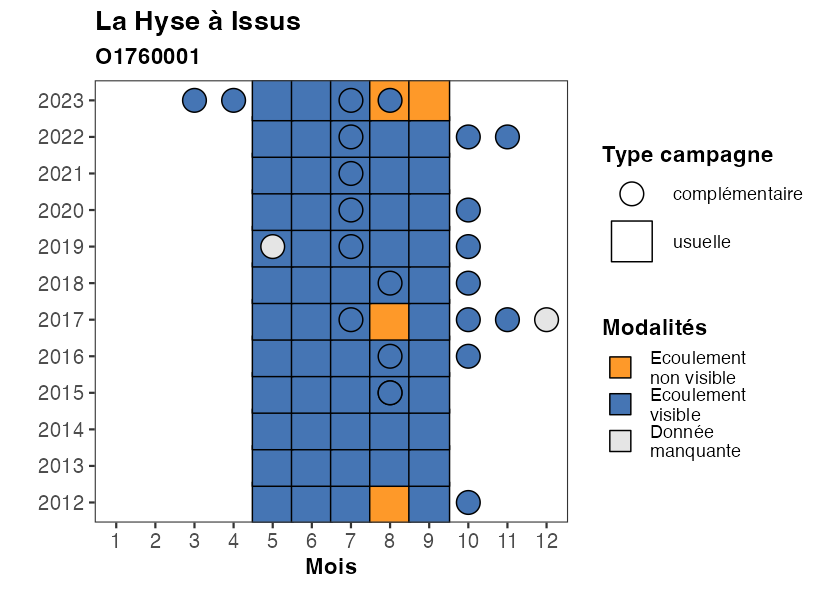 La Hyse à Issus
O1760001
2023
2022
2021
2020
2019
2018
2017
2016
2015
2014
2013
2012
1 2 3 4 5 6 7 8 9 10 11 12
Mois
Type campagne
complémentaire
usuelle
Modalités
Ecoulement
non visible
Ecoulement
visible
Donnée
manquante